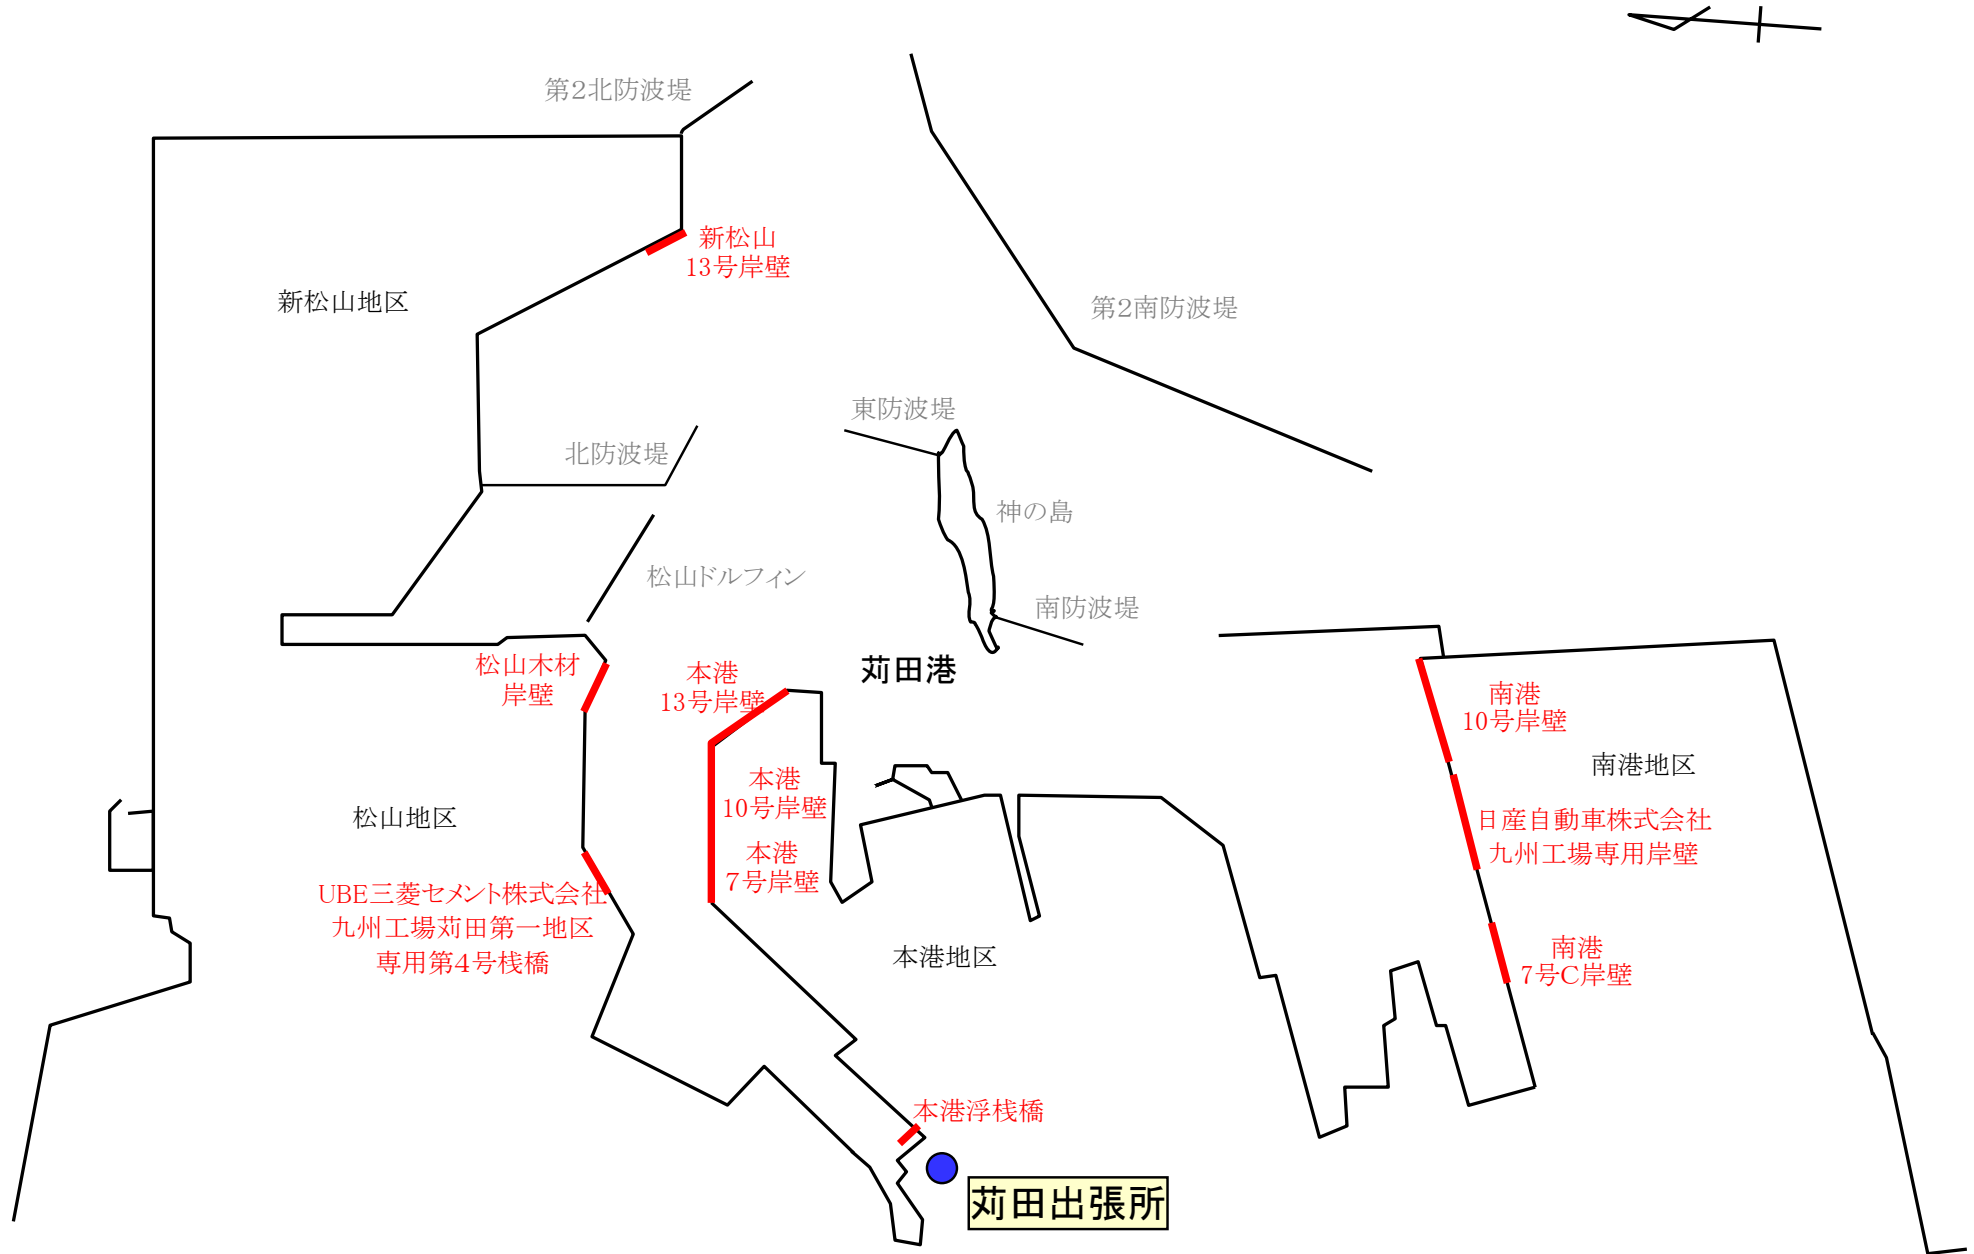 第2北防波堤
新松山
13号岸壁
新松山地区
第2南防波堤
東防波堤
北防波堤
神の島
松山ドルフィン
南防波堤
松山木材
岸壁
本港
13号岸壁
苅田港
南港
10号岸壁
南港地区
本港
10号岸壁
松山地区
日産自動車株式会社
九州工場専用岸壁
本港
7号岸壁
UBE三菱セメント株式会社
九州工場苅田第一地区
専用第4号桟橋
本港地区
南港
7号C岸壁
本港浮桟橋
苅田出張所